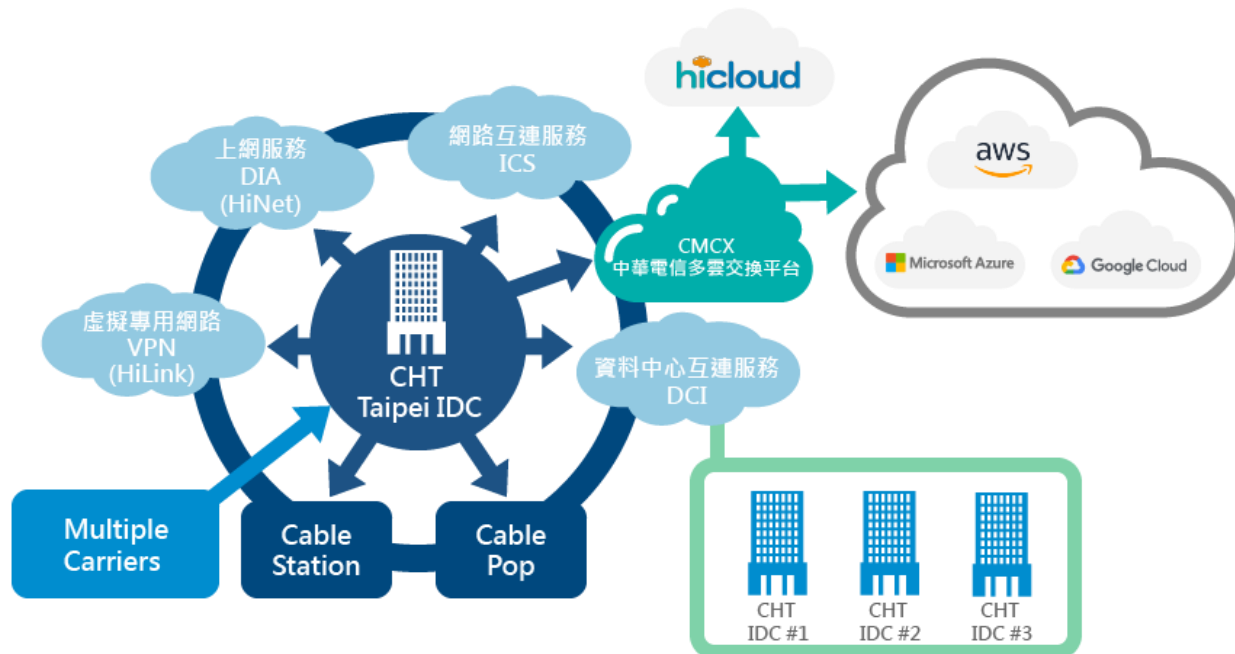 hicloud
上網服務
DIA
(HiNet)
網路互連服務
ICS
aws
CMCX
中華電信多雲交換平台
Microsoft Azure
Google Cloud
虛擬專用網路
VPN
(HiLink)
CHT
Taipei IDC
資料中心互連服務
DCI
Multiple
Carriers
Cable
Station
Cable
Pop
CHT
IDC #1
CHT
IDC #2
CHT
IDC #3